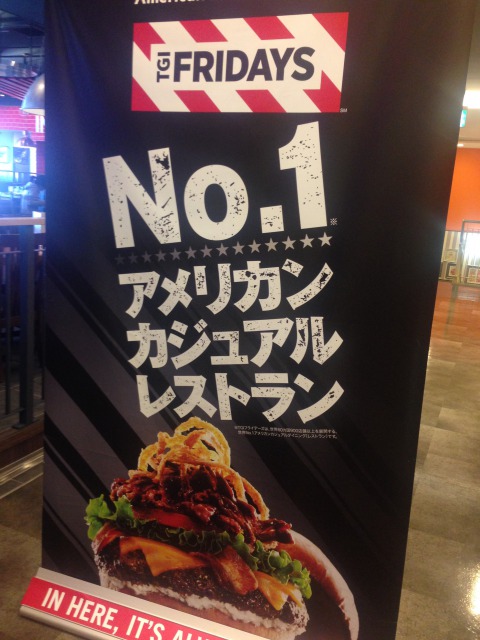 American
TGI FRIDAYS
No.1※
アメリカン
カジュアル
レストラン
IN HERE, IT'S